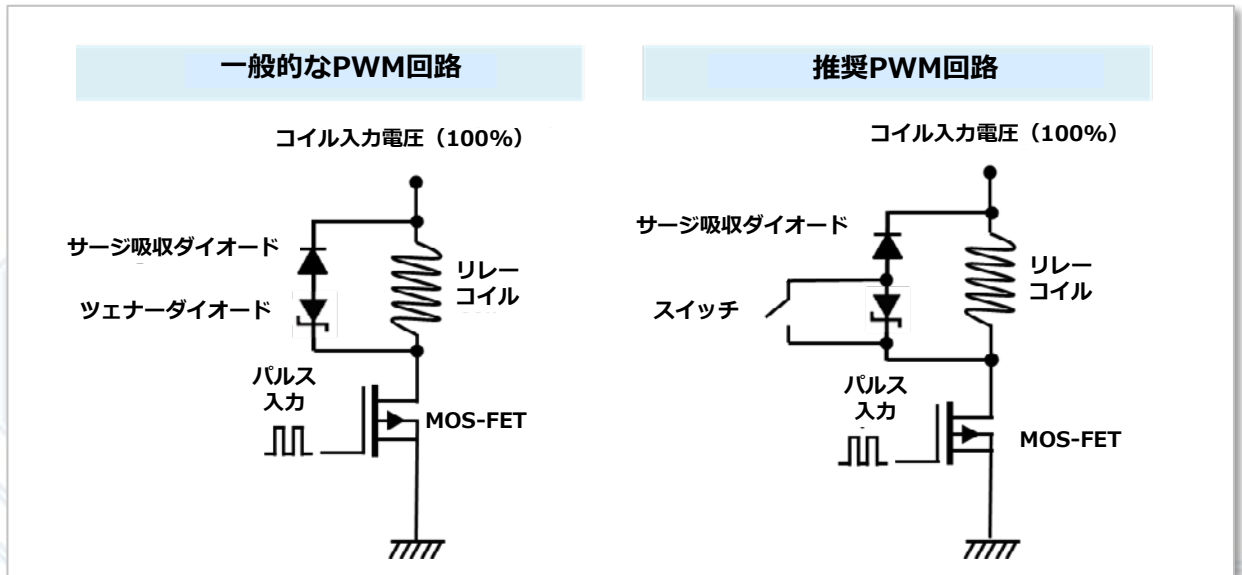 一般的なPWM回路
コイル入力電圧（100%）
サージ吸収ダイオード
ツェナーダイオード
リレー
コイル
パルス
入力
MOS-FET
推奨PWM回路
コイル入力電圧（100%）
サージ吸収ダイオード
スイッチ
リレー
コイル
パルス
入力
MOS-FET